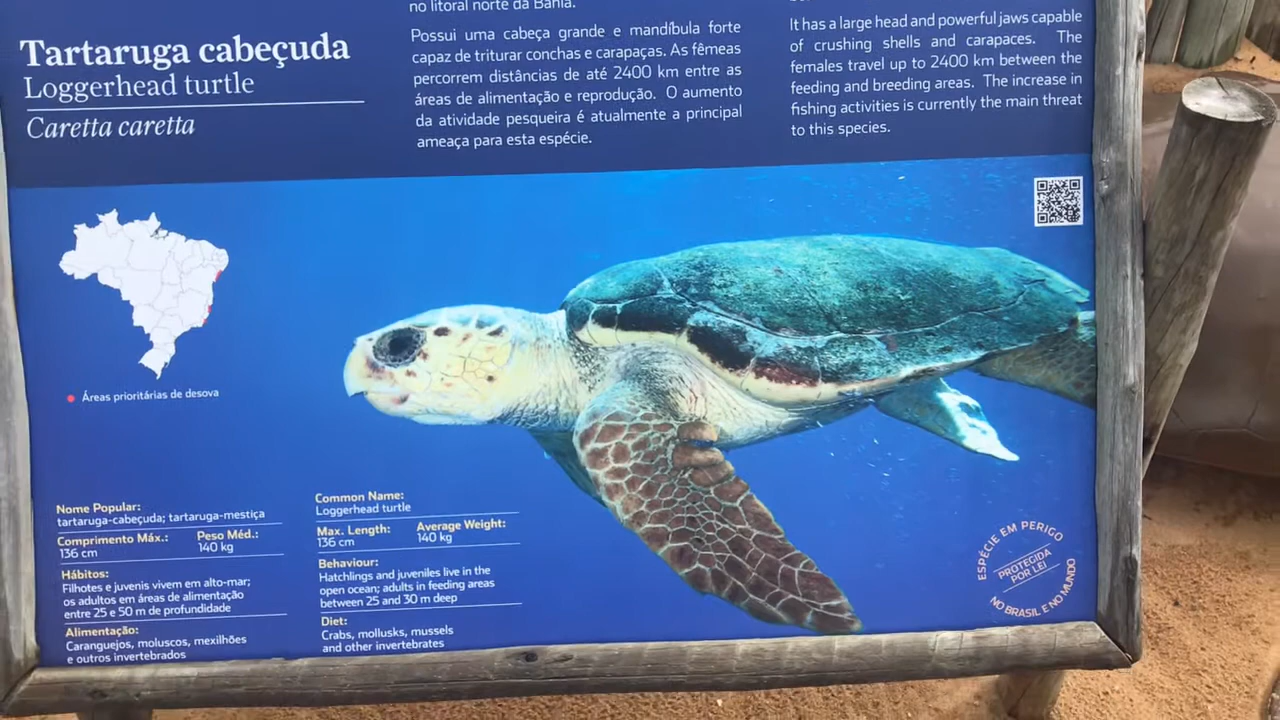 no litoral norte da Bahia.
Tartaruga cabeçuda
Loggerhead turtle
Caretta caretta
Possui uma cabeça grande e mandíbula forte
capaz de triturar conchas e carapaças. As fêmeas
percorrem distâncias de até 2400 km entre as
áreas de alimentação e reprodução. O aumento
da atividade pesqueira é atualmente a principal
ameaça para esta espécie.
It has a large head and powerful jaws capable
of crushing shells and carapaces. The
females travel up to 2400 km between the
feeding and breeding areas. The increase in
fishing activities is currently the main threat
to this species.
Áreas prioritárias de desova
Nome Popular:
tartaruga-cabeçuda; tartaruga-mestiça
Comprimento Máx.: Peso Méd.:
136 cm 140 kg
Hábitos:
Filhotes e juvenis vivem em alto-mar;
os adultos em áreas de alimentação
entre 25 e 50 m de profundidade
Alimentação:
Caranguejos, moluscos, mexilhões
e outros invertebrados
Common Name:
Loggerhead turtle
Max. Length: Average Weight:
136 cm 140 kg
Behaviour:
Hatchlings and juveniles live in the
open ocean; adults in feeding areas
between 25 and 30 m deep
Diet:
Crabs, mollusks, mussels
and other invertebrates
ESPÉCIE EM PERIGO
PROTEGIDA
POR LEI
NO BRASIL E NO MUNDO